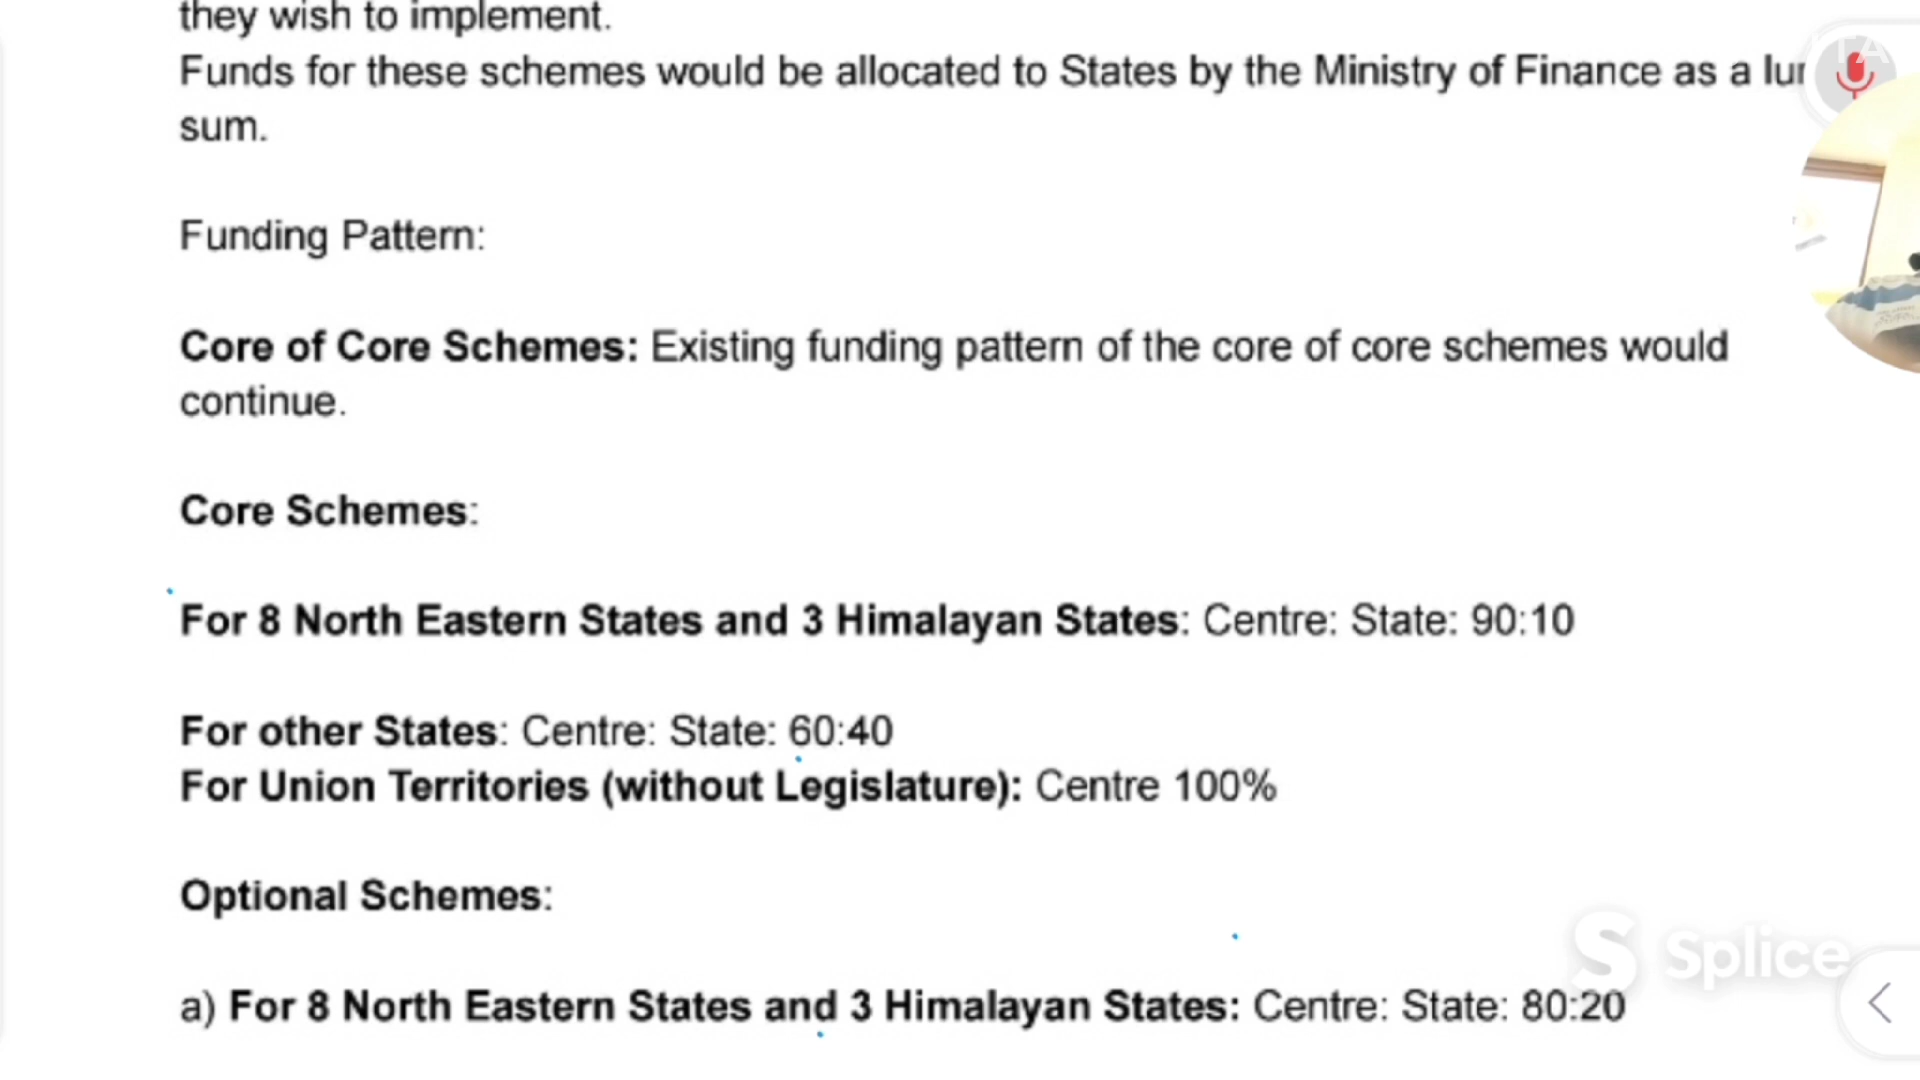 they wish to implement.
Funds for these schemes would be allocated to States by the Ministry of Finance as a
sum.
Funding Pattern:
Core of Core Schemes: Existing funding pattern of the core of core schemes would
continue.
Core Schemes:
For 8 North Eastern States and 3 Himalayan States: Centre: State: 90:10
For other States: Centre: State: 60:40
For Union Territories (without Legislature): Centre 100%
Optional Schemes:
a) For 8 North Eastern States and 3 Himalayan States: Centre: State: 80:20
Splice